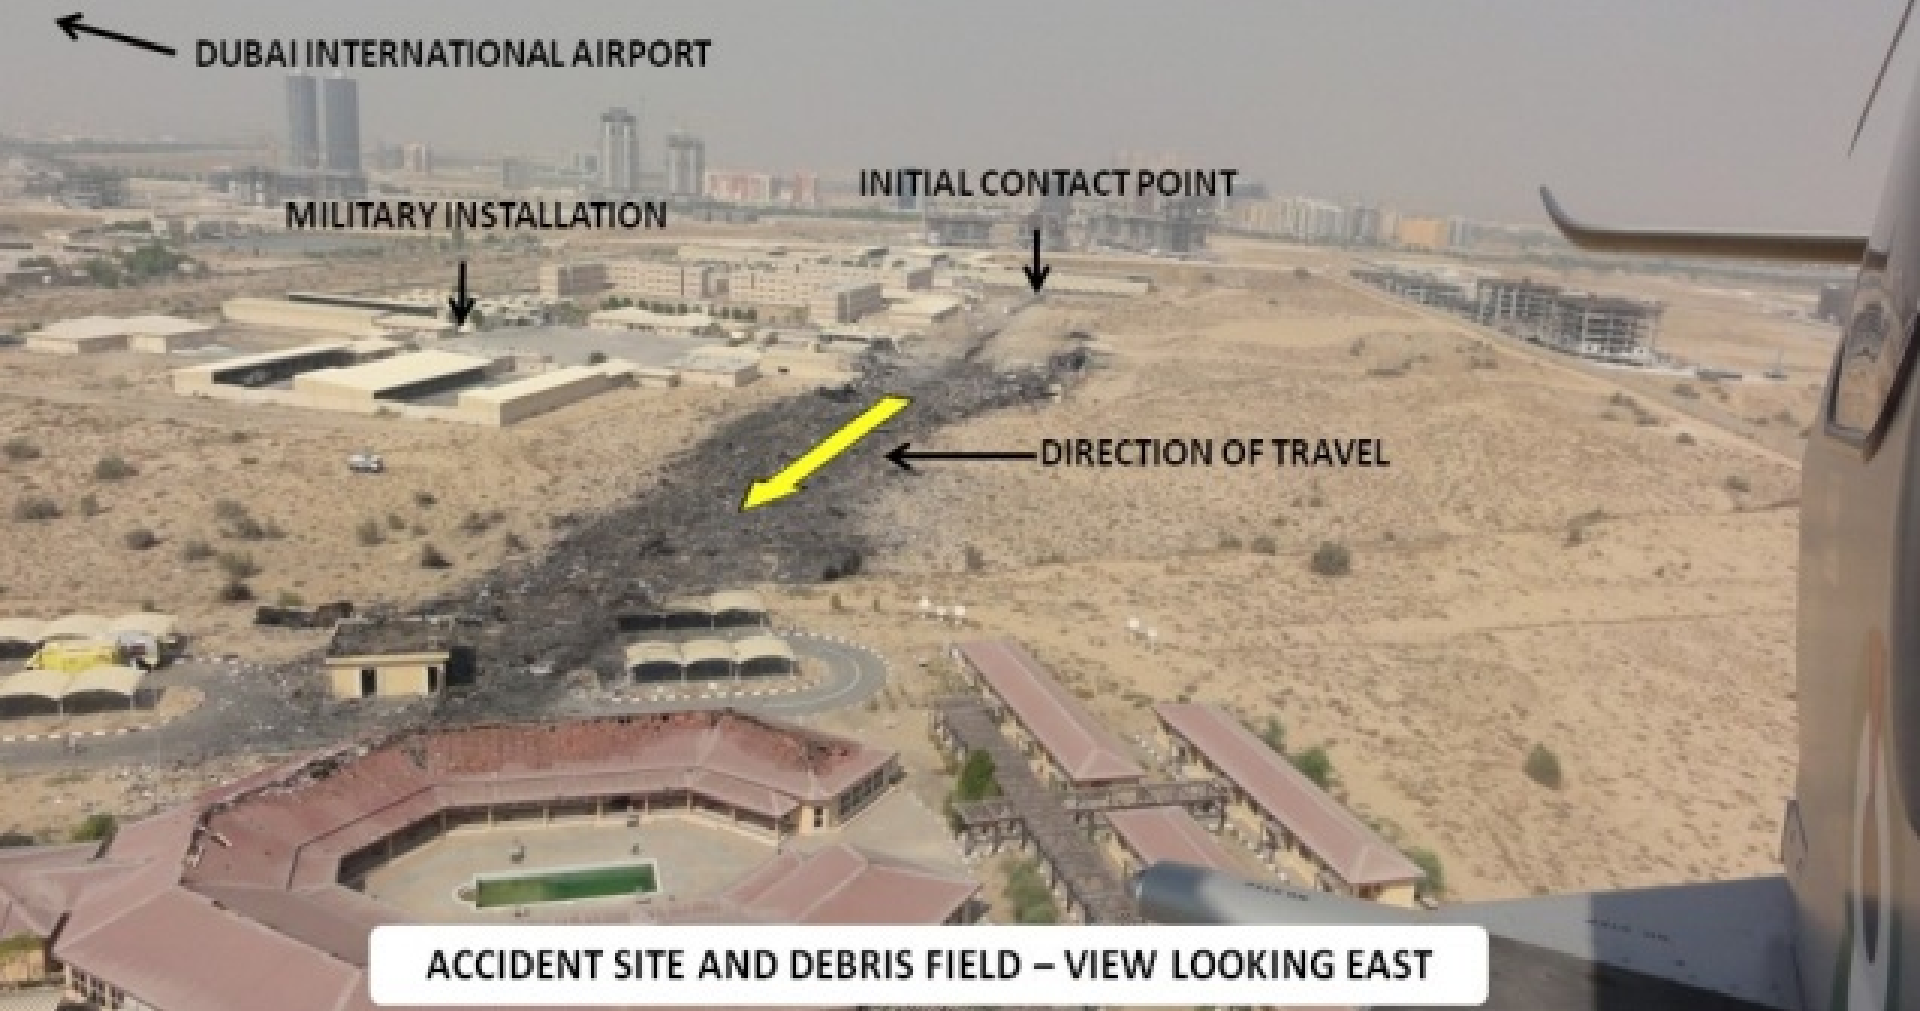 DUBAI INTERNATIONAL AIRPORT
INITIAL CONTACT POINT
MILITARY INSTALLATION
DIRECTION OF TRAVEL
ACCIDENT SITE AND DEBRIS FIELD – VIEW LOOKING EAST